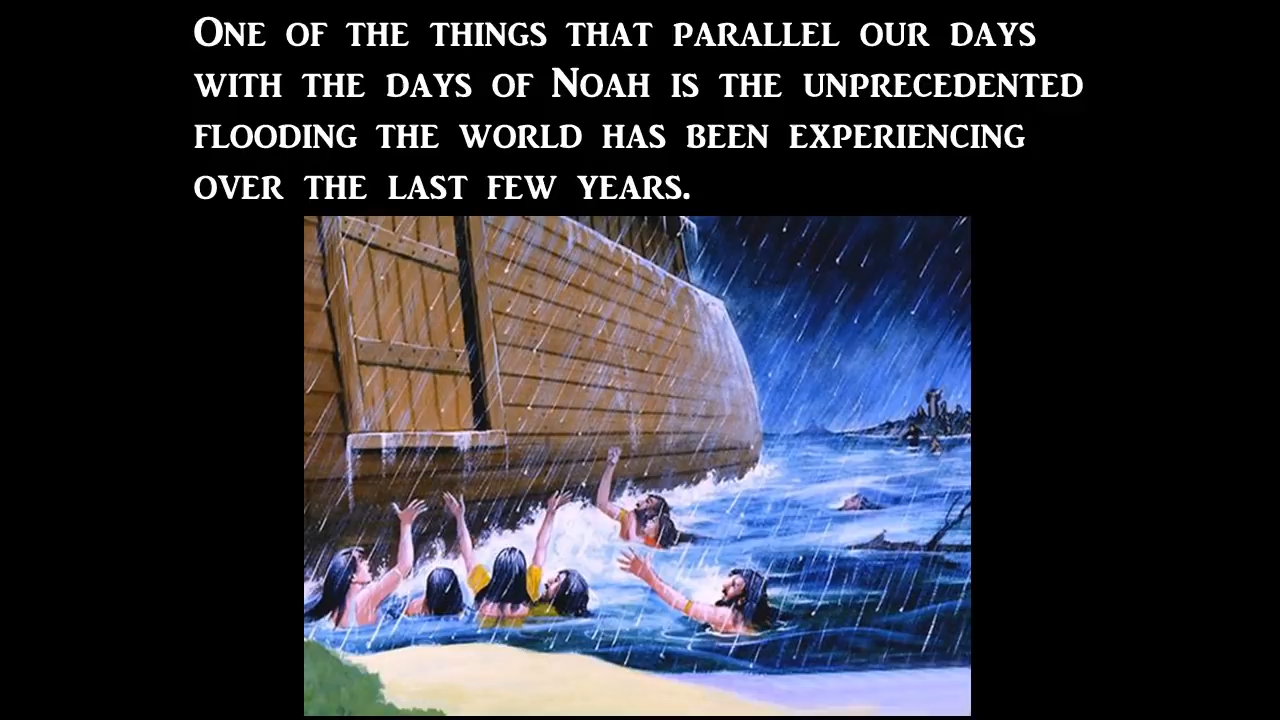 One of the things that parallel our days
with the days of Noah is the unprecedented
flooding the world has been experiencing
over the last few years.